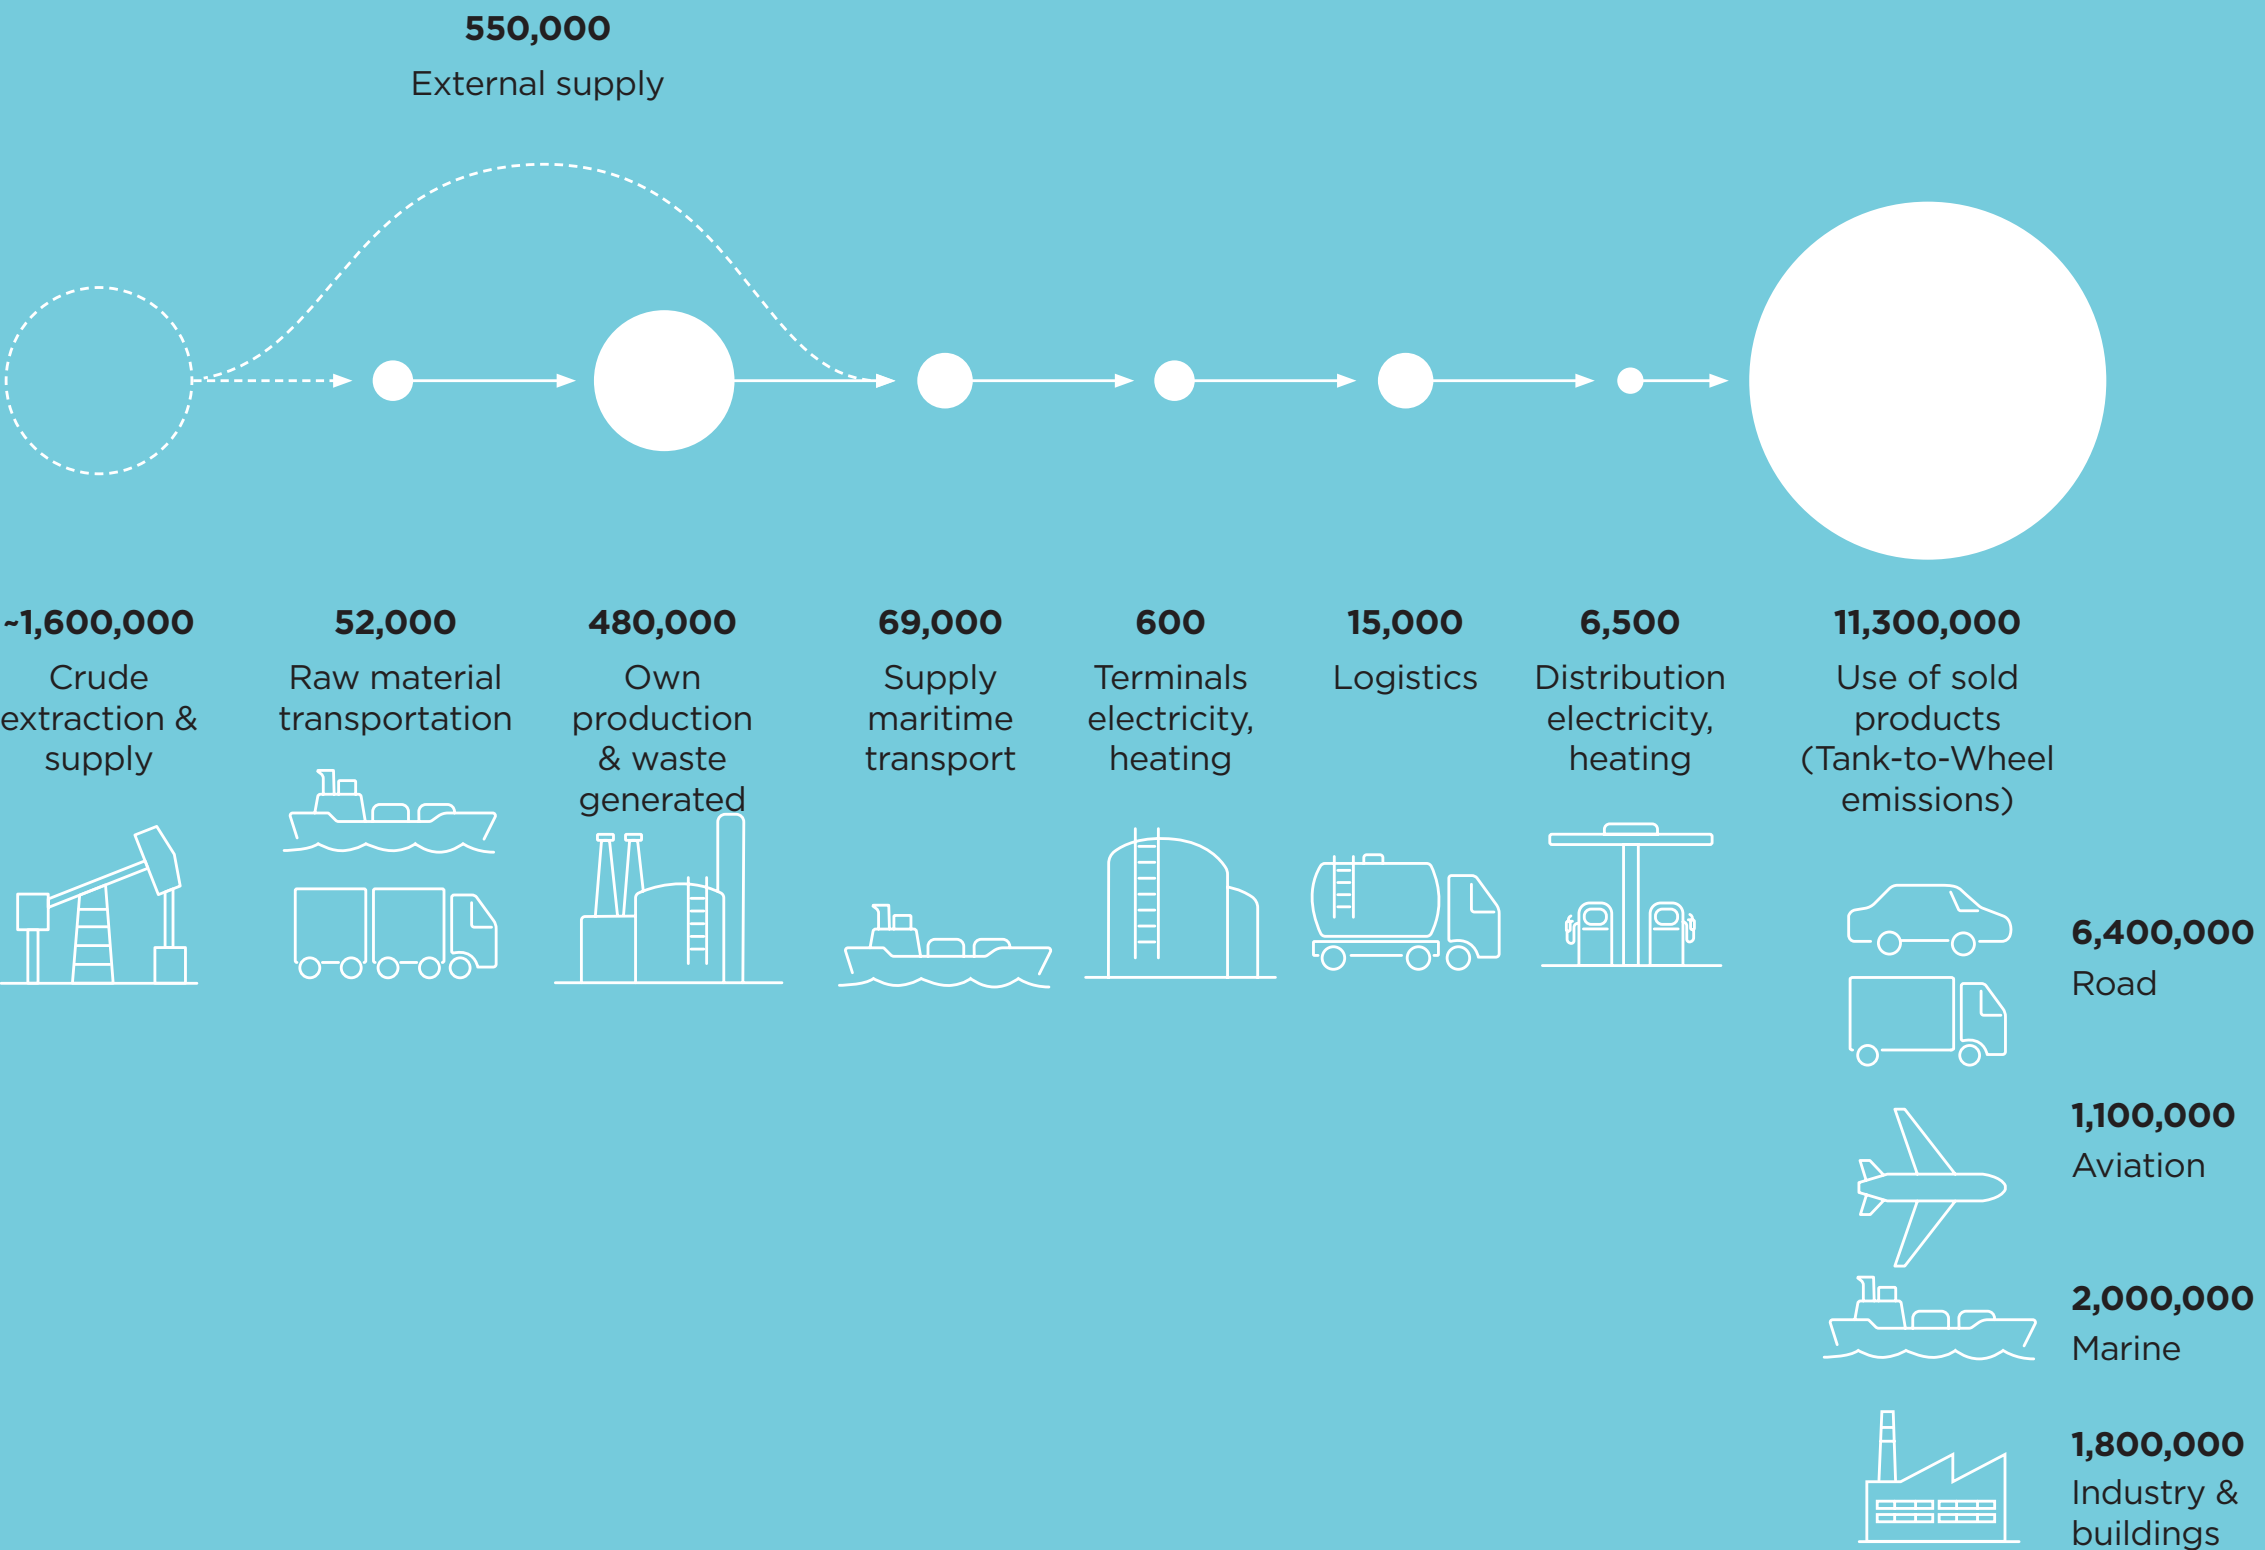 550,000
External supply
~1,600,000
Crude
extraction &
supply
52,000
Raw material
transportation
480,000
Own
production
& waste
generated
69,000
Supply
maritime
transport
600
Terminals
electricity,
heating
15,000
Logistics
6,500
Distribution
electricity,
heating
11,300,000
Use of sold
products
(Tank-to-Wheel
emissions)
6,400,000
Road
1,100,000
Aviation
2,000,000
Marine
1,800,000
Industry &
buildings